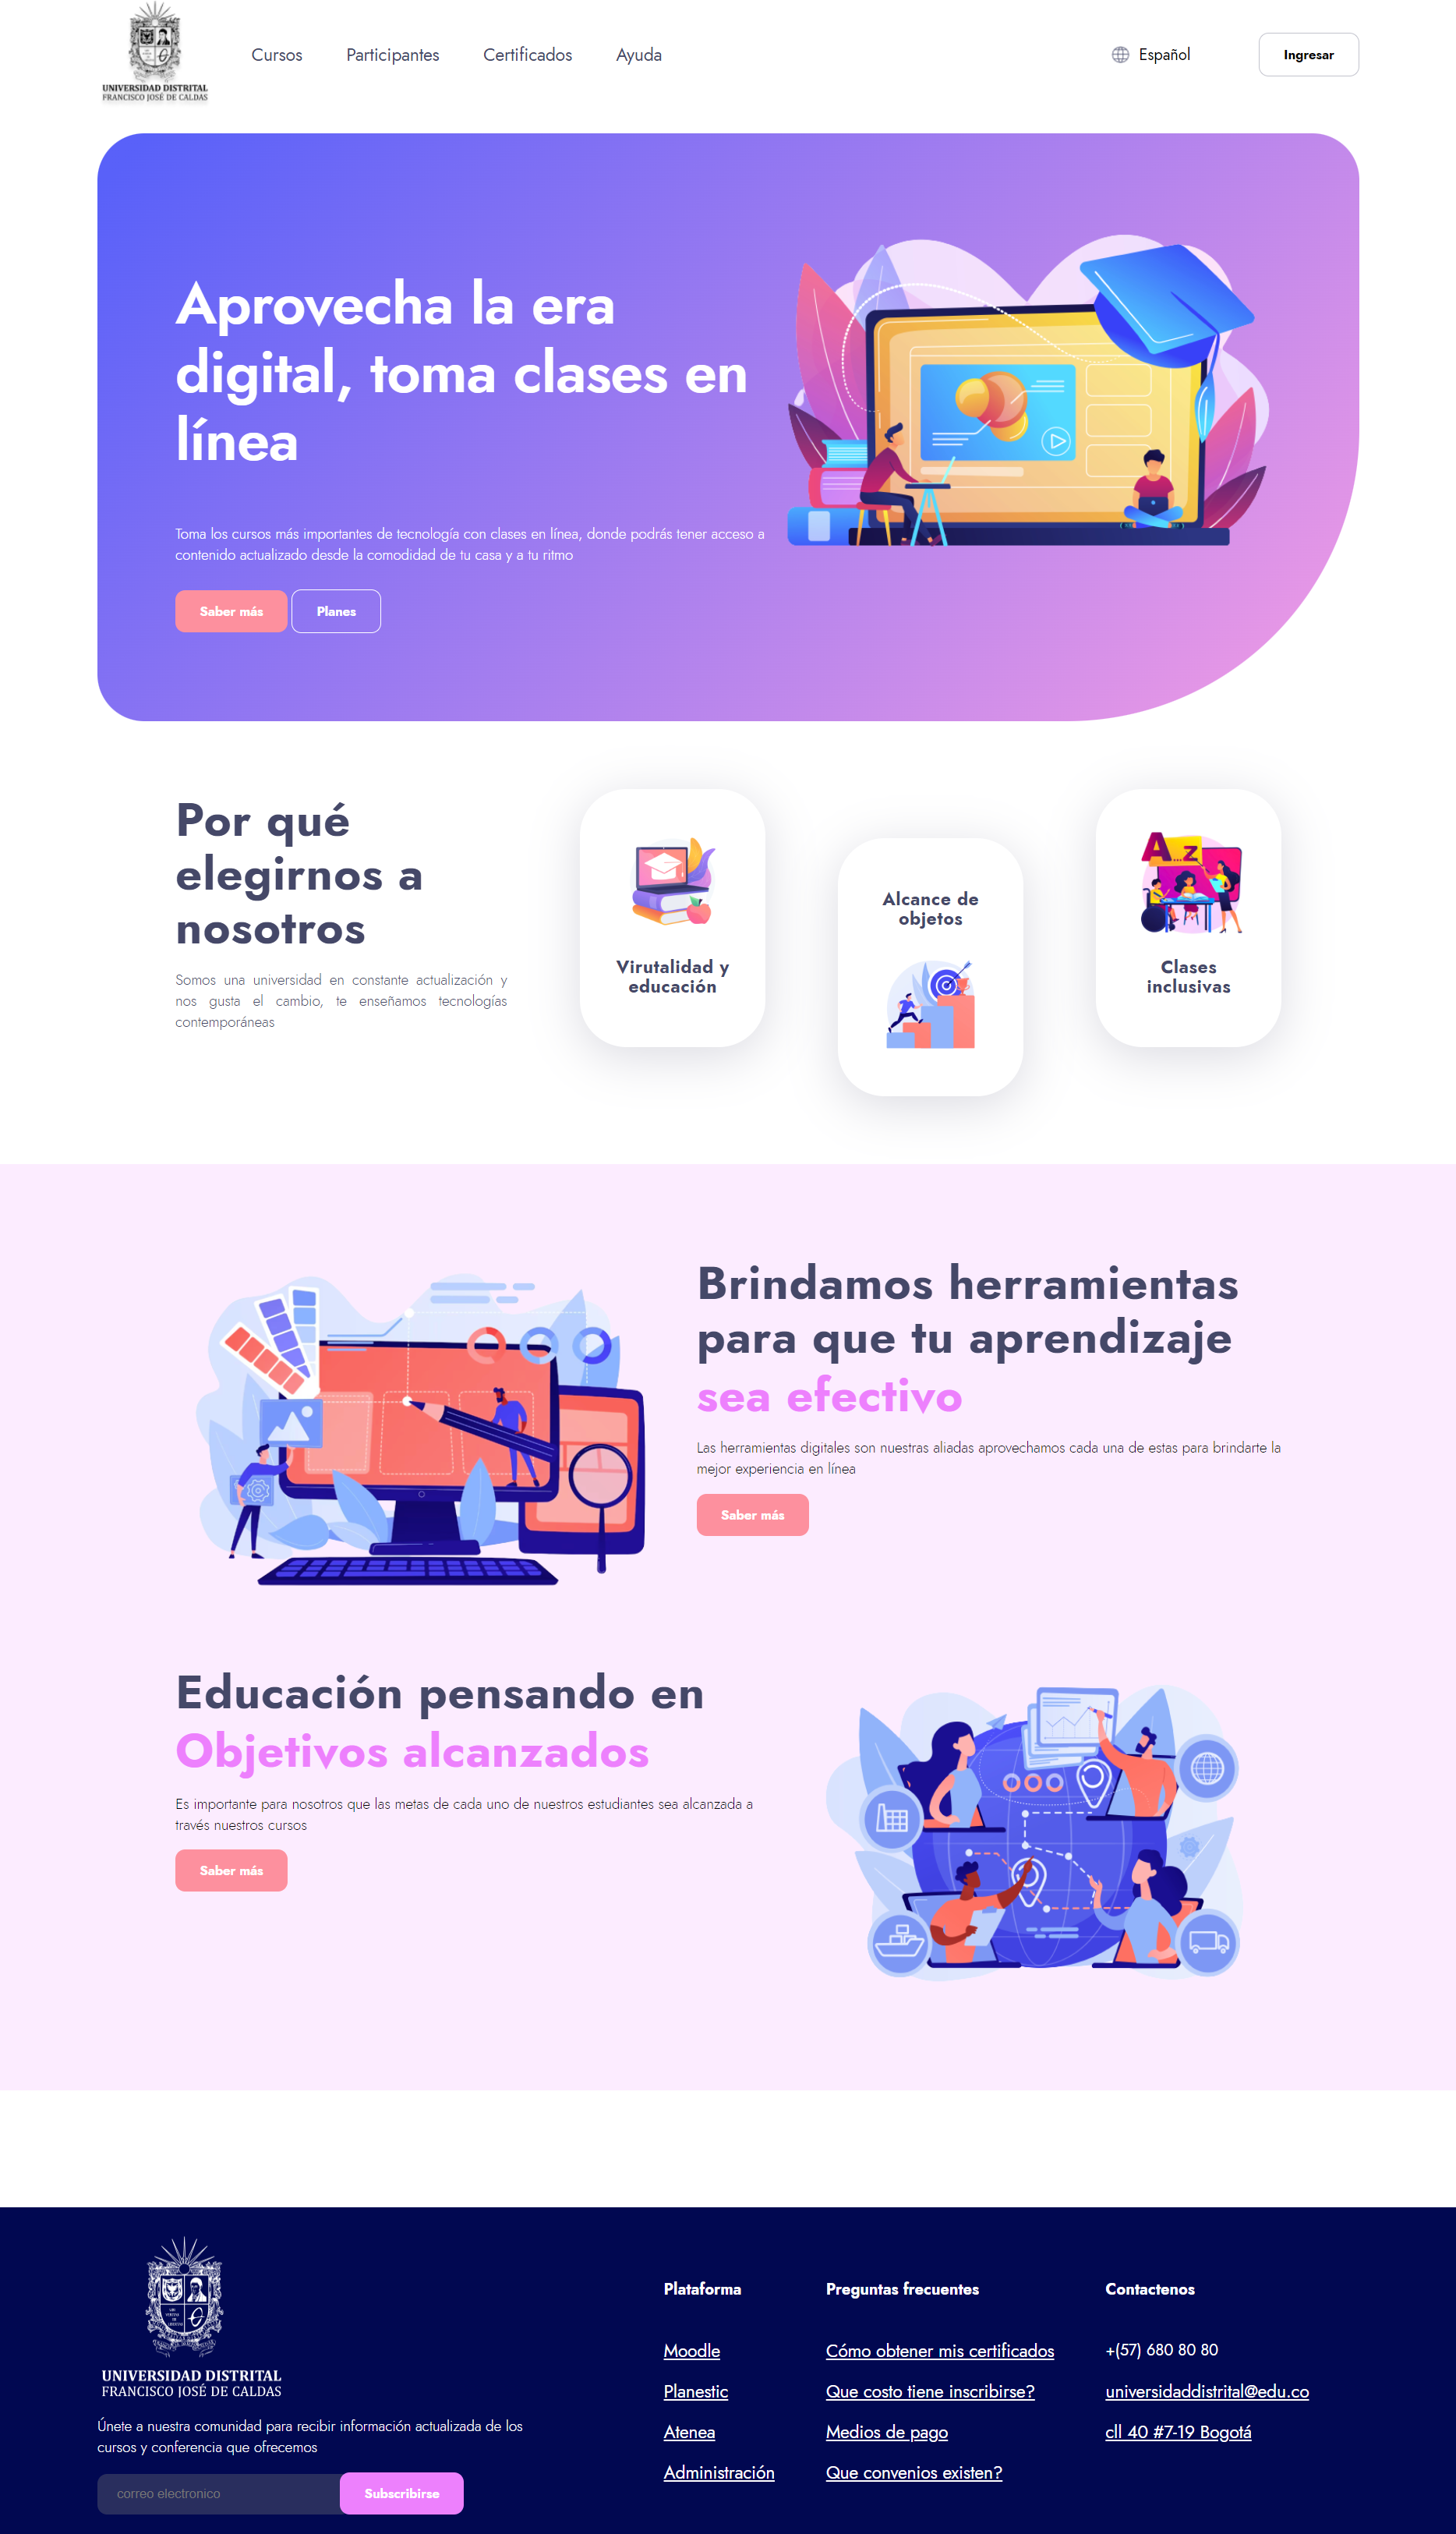 UNIVERSIDAD DISTRITAL
FRANCISCO JOSÉ DE CALDAS
Cursos
Participantes
Certificados
Ayuda
Español
Ingresar
Aprovecha la era
digital, toma clases en
línea
Toma los cursos más importantes de tecnología con clases en línea, donde podrás tener acceso a
contenido actualizado desde la comodidad de tu casa y a tu ritmo
Saber más
Planes
Por qué
elegirnos a
nosotros
Somos una universidad en constante actualización y
nos gusta el cambio, te enseñamos tecnologías
contemporáneas
Virutalidad y
educación
Alcance de
objetos
A...z
Clases
inclusivas
Brindamos herramientas
para que tu aprendizaje
sea efectivo
Las herramientas digitales son nuestras aliadas aprovechamos cada una de estas para brindarte la
mejor experiencia en línea
Saber más
Educación pensando en
Objetivos alcanzados
Es importante para nosotros que las metas de cada uno de nuestros estudiantes sea alcanzada a
través nuestros cursos
Saber más
UNIVERSIDAD DISTRITAL
FRANCISCO JOSÉ DE CALDAS
Únete a nuestra comunidad para recibir información actualizada de los
cursos y conferencia que ofrecemos
correo electronico
Subscribirse
Plataforma
Moodle
Planestic
Atenea
Administración
Preguntas frecuentes
Cómo obtener mis certificados
Que costo tiene inscribirse?
Medios de pago
Que convenios existen?
Contactenos
+(57) 680 80 80
universidaddistrital@edu.co
cll 40 #7-19 Bogotá